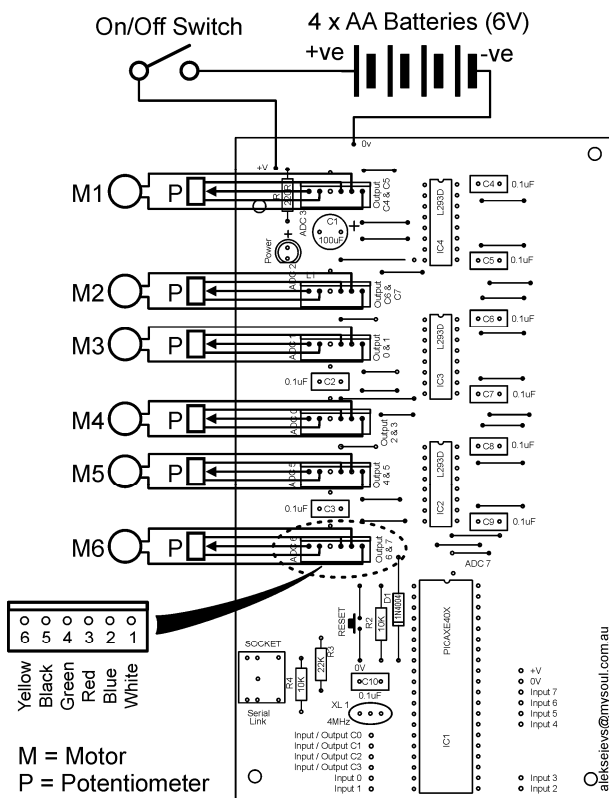 On/Off Switch
4 x AA Batteries (6V)
+ve
-ve
0v
+V
M1
P
220R
ADC 3
Output
C4 & C5
C1
100uF
+
L293D
IC4
C4
0.1uF
Power
+
ADC 2
C5
0.1uF
M2
P
Output
C6 &
C7
M3
P
ADC 1
Output
0 & 1
L293D
IC3
C6
0.1uF
0.1uF
C2
C7
0.1uF
M4
P
ADC 0
Output
2 & 3
C8
0.1uF
M5
P
ADC 5
Output
4 & 5
L293D
IC2
0.1uF
C3
C9
0.1uF
M6
P
ADC 6
Output
6 & 7
ADC 7
6 5 4 3 2 1
Yellow
Black
Green
Red
Blue
White
RESET
R2
10K
D1
1N4004
PICAXE40X
IC1
SOCKET
Serial
Link
R4
10K
R3
22K
0V
C10
0.1uF
XL 1
4MHz
Input / Output C0
Input / Output C1
Input / Output C2
Input / Output C3
Input 0
Input 1
+V
0V
Input 7
Input 6
Input 5
Input 4
Input 3
Input 2
M = Motor
P = Potentiometer
alekseievs@mysoul.com.au